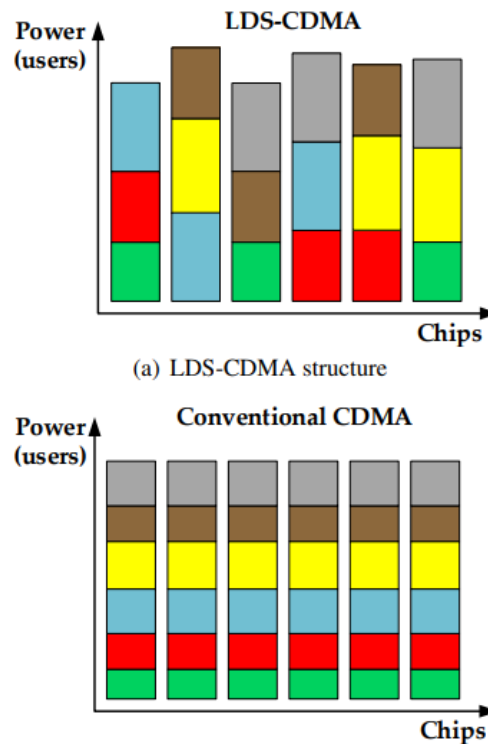 LDS-CDMA
Power
(users)
Chips
(a) LDS-CDMA structure
Conventional CDMA
Power
(users)
Chips